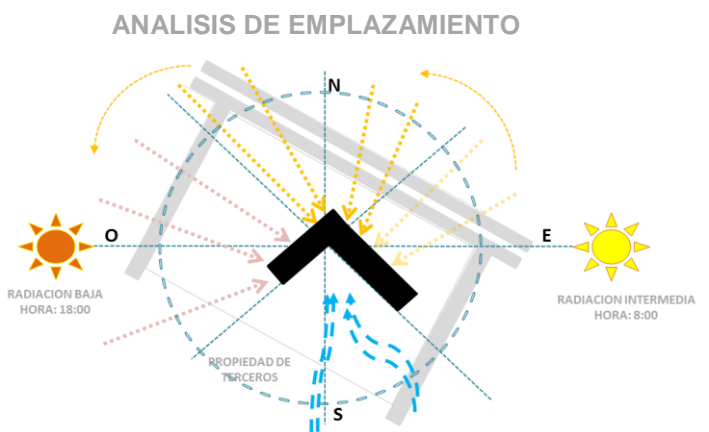 ANALISIS DE EMPLAZAMIENTO
N
O
E
RADIACION BAJA
HORA: 18:00
RADIACION INTERMEDIA
HORA: 8:00
PROPIEDAD DE
TERCEROS
S